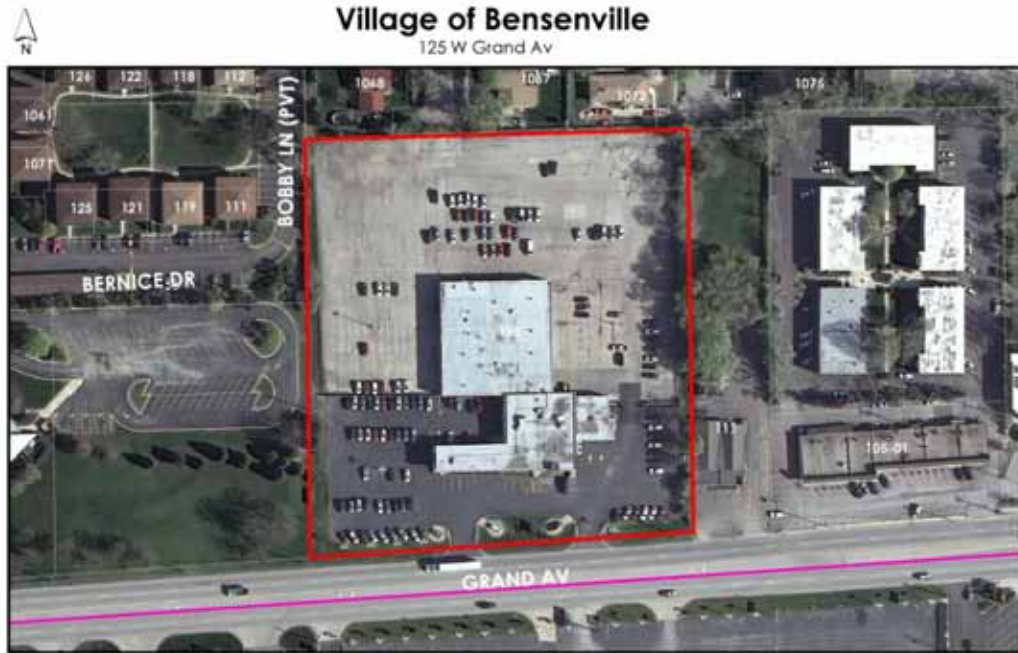 Village of Bensenville
125 W Grand Av
N
126
122
118
112
1068
1067
1072
1075
1061
1071
125
121
119
111
BOBBY LN (PVT)
BERNICE DR
105-01
GRAND AV